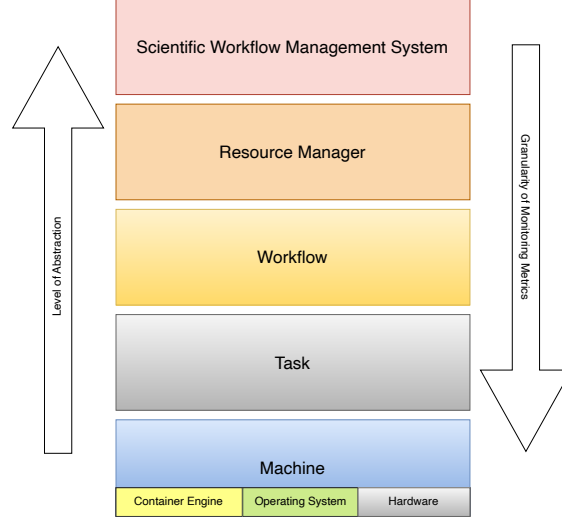 Scientific Workflow Management System
Resource Manager
Workflow
Task
Machine
Container Engine
Operating System
Hardware
Level of Abstraction
Granularity of Monitoring Metrics